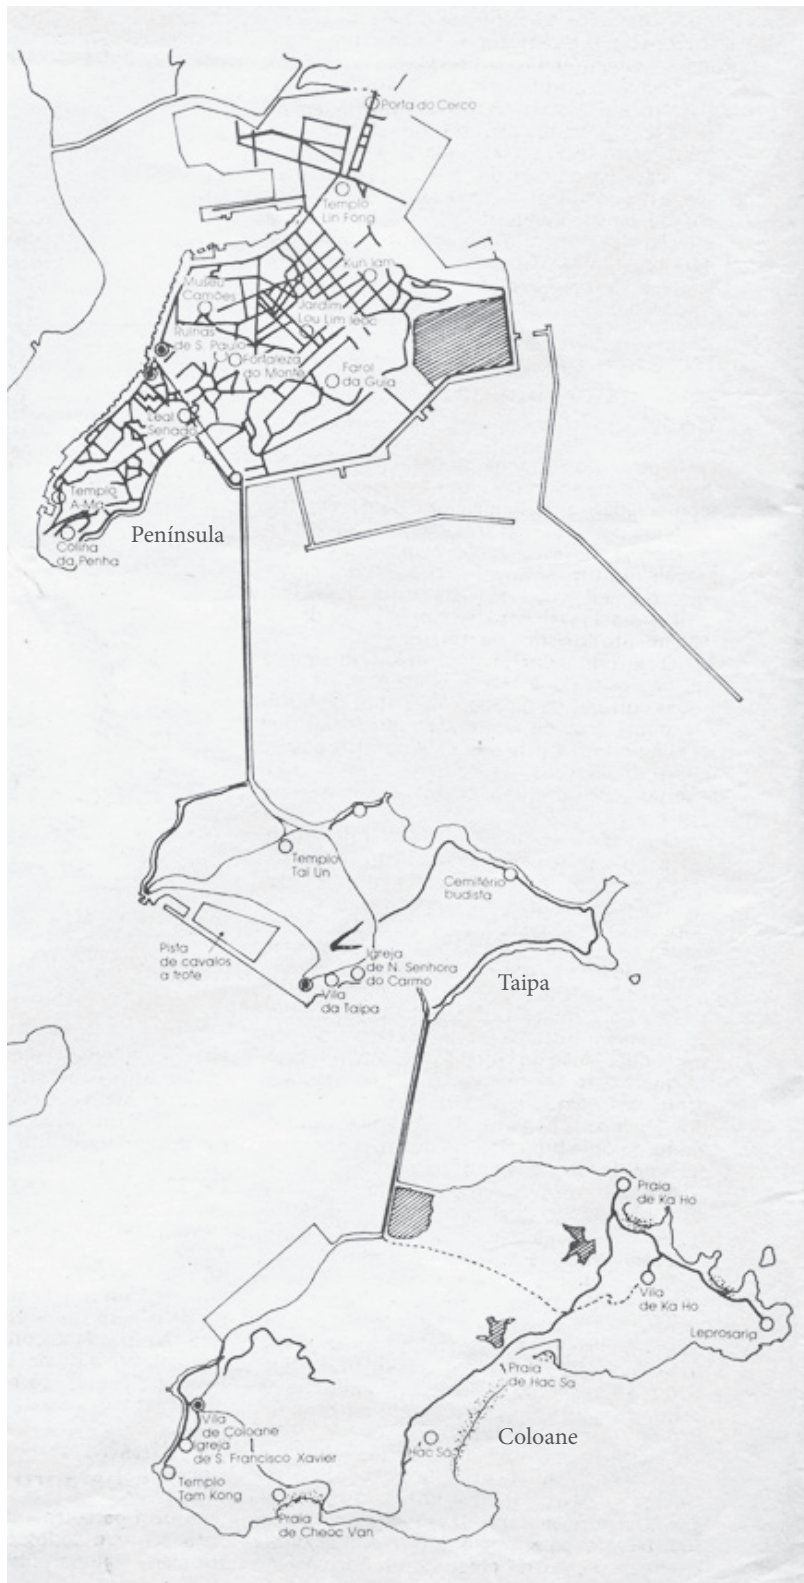 Porta do Cerco
Templo
Lin Fong
Kun Iam
Museu
Camões
Jardim
Lou Lim Ieoc
Ruínas
de S. Paulo
Fortaleza
do Monte
Farol
da Guia
Leal
Senado
Templo
A-Ma
Península
Colina
da Penha
Templo
Tai Un
Cemitério
budista
Pista
de cavalos
a trote
Igreja
de N. Senhora
do Carmo
Taipa
Vila
da Taipa
Praia
de Ka Ho
Vila
de Ka Ho
Leprosaria
Praia
de Hac Sa
Vila
de Coloane
Coloane
Hac Sá
Igreja
de S. Francisco Xavier
Templo
Tam Kong
Praia
de Cheoc Van